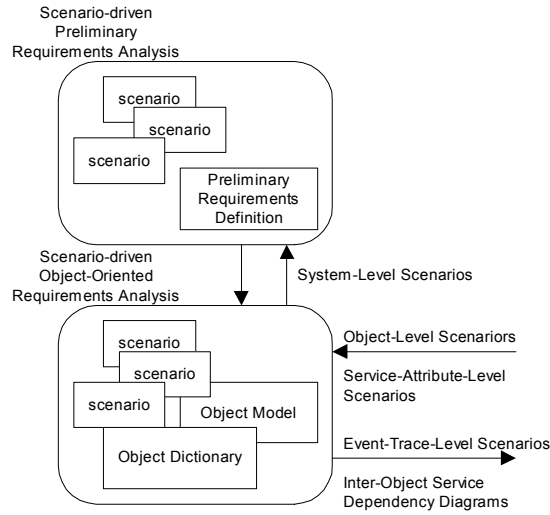 Scenario-driven
Preliminary
Requirements Analysis
scenario
scenario
scenario
Preliminary
Requirements
Definition
Scenario-driven
Object-Oriented
Requirements Analysis
System-Level Scenarios
scenario
scenario
scenario
Object Model
Object Dictionary
Object-Level Scenariors
Service-Attribute-Level
Scenarios
Event-Trace-Level Scenarios
Inter-Object Service
Dependency Diagrams